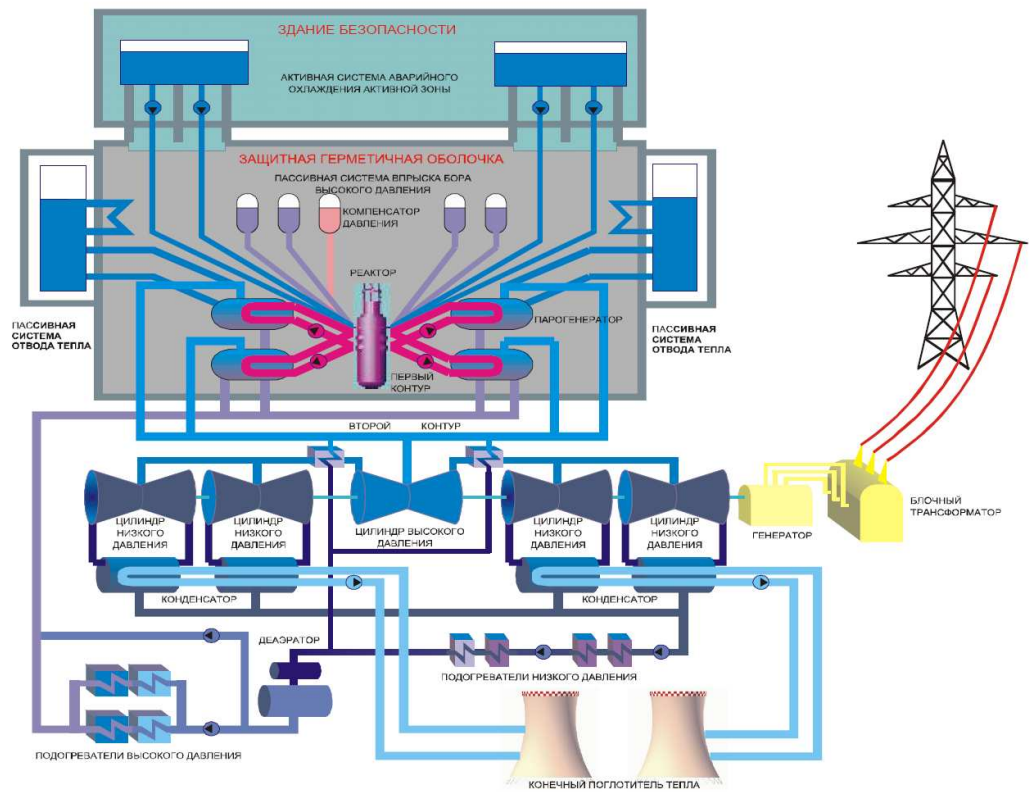 ЗДАНИЕ БЕЗОПАСНОСТИ
АКТИВНАЯ СИСТЕМА АВАРИЙНОГО
ОХЛАЖДЕНИЯ АКТИВНОЙ ЗОНЫ
ЗАЩИТНАЯ ГЕРМЕТИЧНАЯ ОБОЛОЧКА
ПАССИВНАЯ СИСТЕМА ВПРЫСКА БОРА
ВЫСОКОГО ДАВЛЕНИЯ
КОМПЕНСАТОР
ДАВЛЕНИЯ
РЕАКТОР
ПАРОГЕНЕРАТОР
ПАССИВНАЯ
СИСТЕМА
ОТВОДА ТЕПЛА
ПАССИВНАЯ
СИСТЕМА
ОТВОДА ТЕПЛА
ПЕРВЫЙ
КОНТУР
ВТОРОЙ КОНТУР
ЦИЛИНДР
НИЗКОГО
ДАВЛЕНИЯ
ЦИЛИНДР
НИЗКОГО
ДАВЛЕНИЯ
ЦИЛИНДР ВЫСОКОГО
ДАВЛЕНИЯ
ЦИЛИНДР
НИЗКОГО
ДАВЛЕНИЯ
ЦИЛИНДР
НИЗКОГО
ДАВЛЕНИЯ
ГЕНЕРАТОР
БЛОЧНЫЙ
ТРАНСФОРМАТОР
КОНДЕНСАТОР
КОНДЕНСАТОР
ДЕАЭРАТОР
ПОДОГРЕВАТЕЛИ НИЗКОГО ДАВЛЕНИЯ
ПОДОГРЕВАТЕЛИ ВЫСОКОГО ДАВЛЕНИЯ
КОНЕЧНЫЙ ПОГЛОТИТЕЛЬ ТЕПЛА